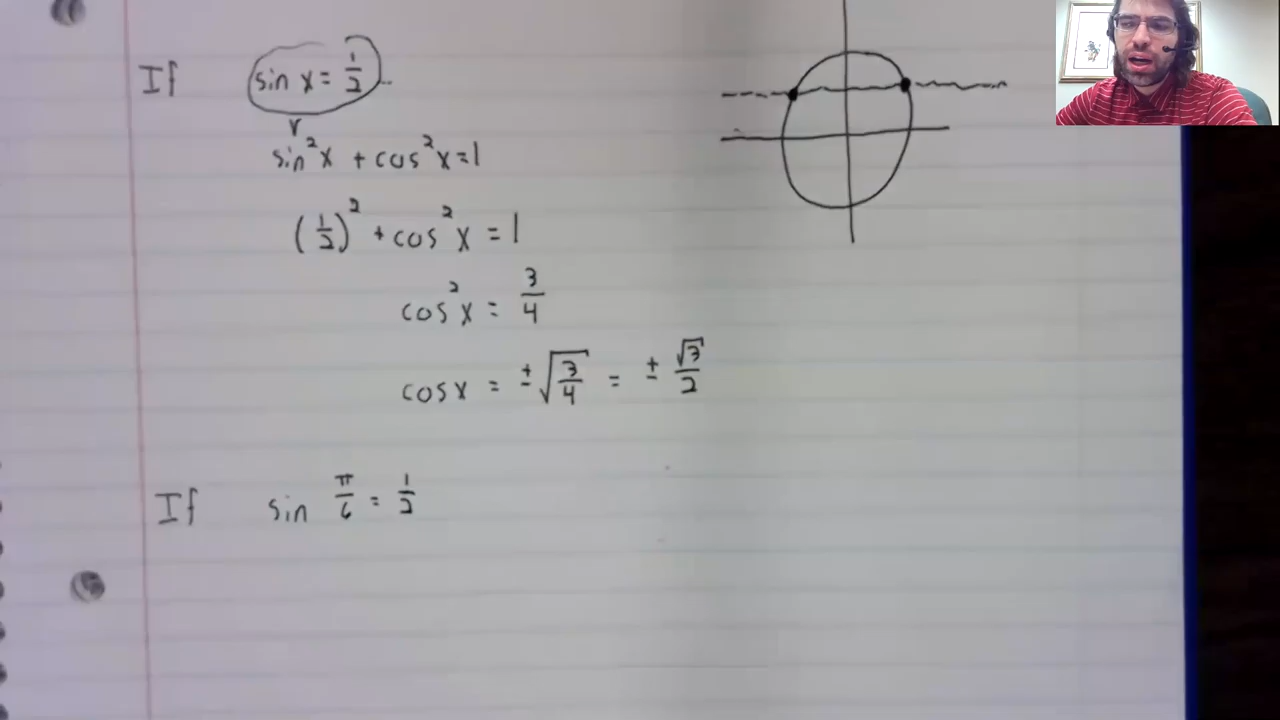 If sin x = 1/2
sin²x + cos²x = 1
(1/2)² + cos²x = 1
cos²x = 3/4
cos x = ±√(3/4) = ±√3/2
If sin π/6 = 1/2